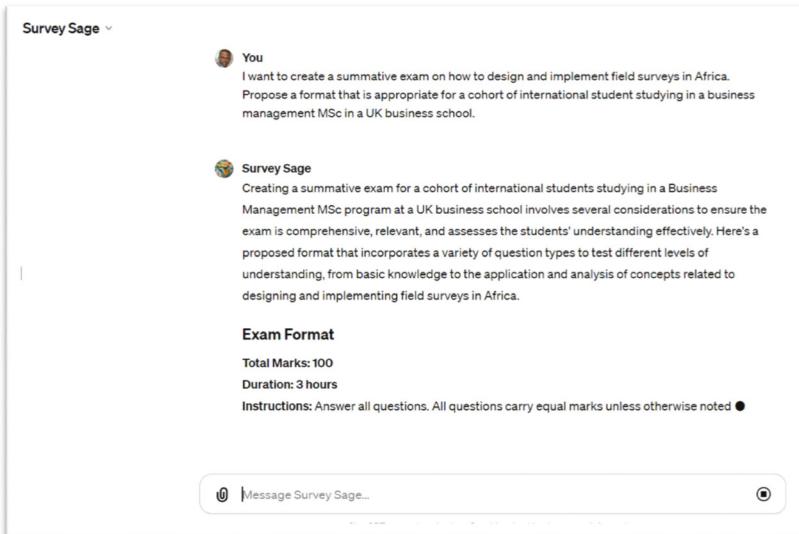 Survey Sage
You
I want to create a summative exam on how to design and implement field surveys in Africa.
Propose a format that is appropriate for a cohort of international student studying in a business
management MSc in a UK business school.
Survey Sage
Creating a summative exam for a cohort of international students studying in a Business
Management MSc program at a UK business school involves several considerations to ensure the
exam is comprehensive, relevant, and assesses the students' understanding effectively. Here's a
proposed format that incorporates a variety of question types to test different levels of
understanding, from basic knowledge to the application and analysis of concepts related to
designing and implementing field surveys in Africa.
Exam Format
Total Marks: 100
Duration: 3 hours
Instructions: Answer all questions. All questions carry equal marks unless otherwise noted
Message Survey Sage...